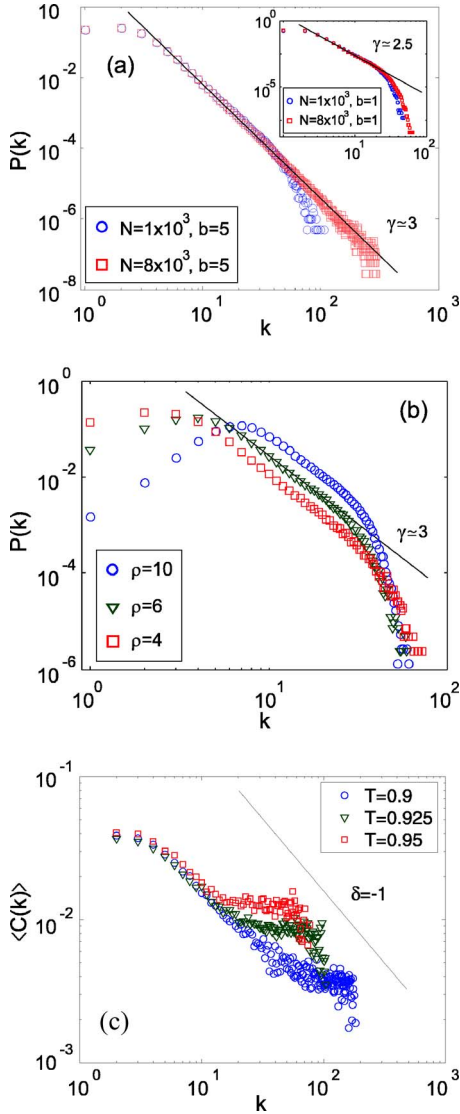 10^0
10^-2
10^-4
10^-6
10^-8
P(k)
(a)
N=1x10^3, b=5
N=8x10^3, b=5
γ≃3
10^0
10^1
10^2
10^3
k
10^0
10^-5
P(k)
γ≃2.5
N=1x10^3, b=1
N=8x10^3, b=1
10^1
10^2
k
10^0
10^-2
10^-4
10^-6
P(k)
(b)
γ≃3
ρ=10
ρ=6
ρ=4
10^0
10^1
10^2
k
10^-1
10^-2
10^-3
⟨C(k)⟩
T=0.9
T=0.925
T=0.95
δ=-1
(c)
10^0
10^1
10^2
10^3
k